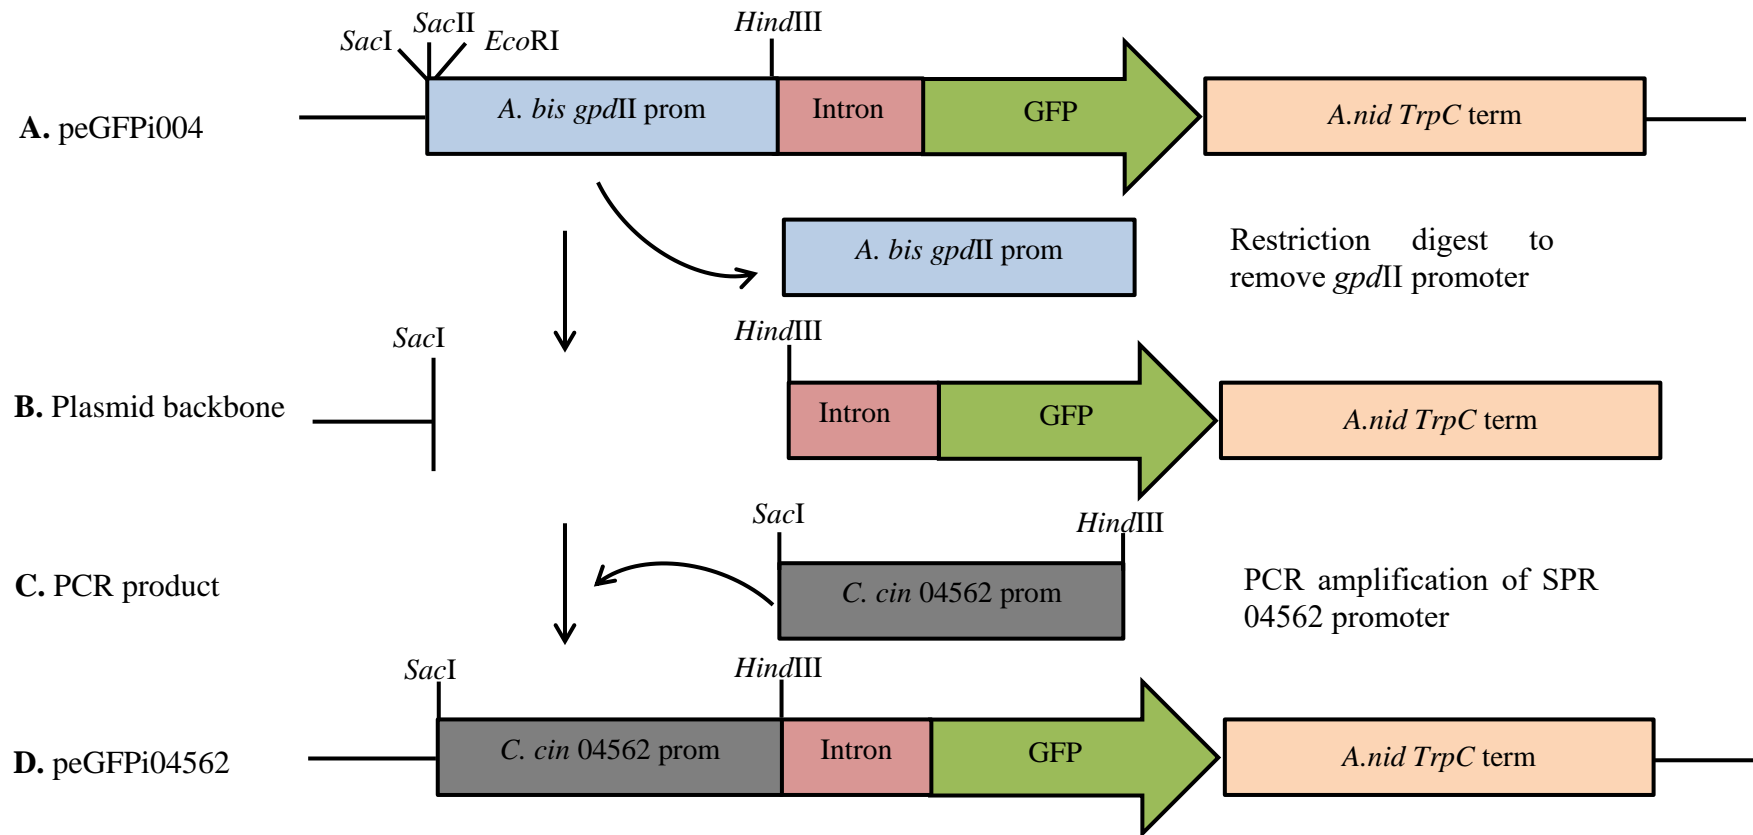 SacI SacII EcoRI HindIII
A. peGFPi004
A. bis gpdII prom Intron GFP A.nid TrpC term
A. bis gpdII prom
Restriction digest to
remove gpdII promoter
SacI HindIII
B. Plasmid backbone
Intron GFP A.nid TrpC term
SacI HindIII
C. PCR product
C. cin 04562 prom
PCR amplification of SPR
04562 promoter
SacI HindIII
D. peGFPi04562
C. cin 04562 prom Intron GFP A.nid TrpC term